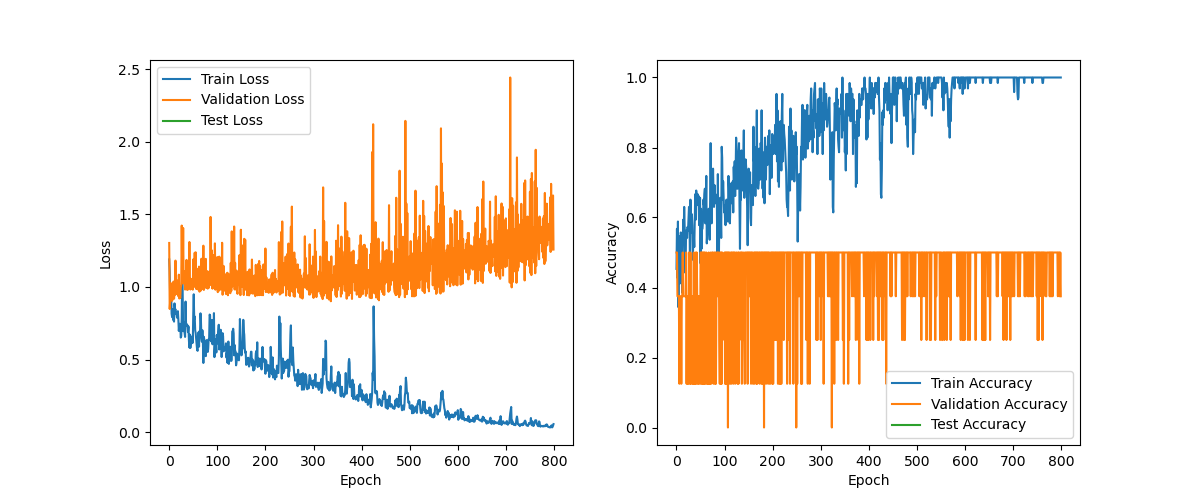 2.5
2.0
1.5
1.0
0.5
0.0
Loss
0 100 200 300 400 500 600 700 800
Epoch
Train Loss
Validation Loss
Test Loss
1.0
0.8
0.6
0.4
0.2
0.0
Accuracy
0 100 200 300 400 500 600 700 800
Epoch
Train Accuracy
Validation Accuracy
Test Accuracy